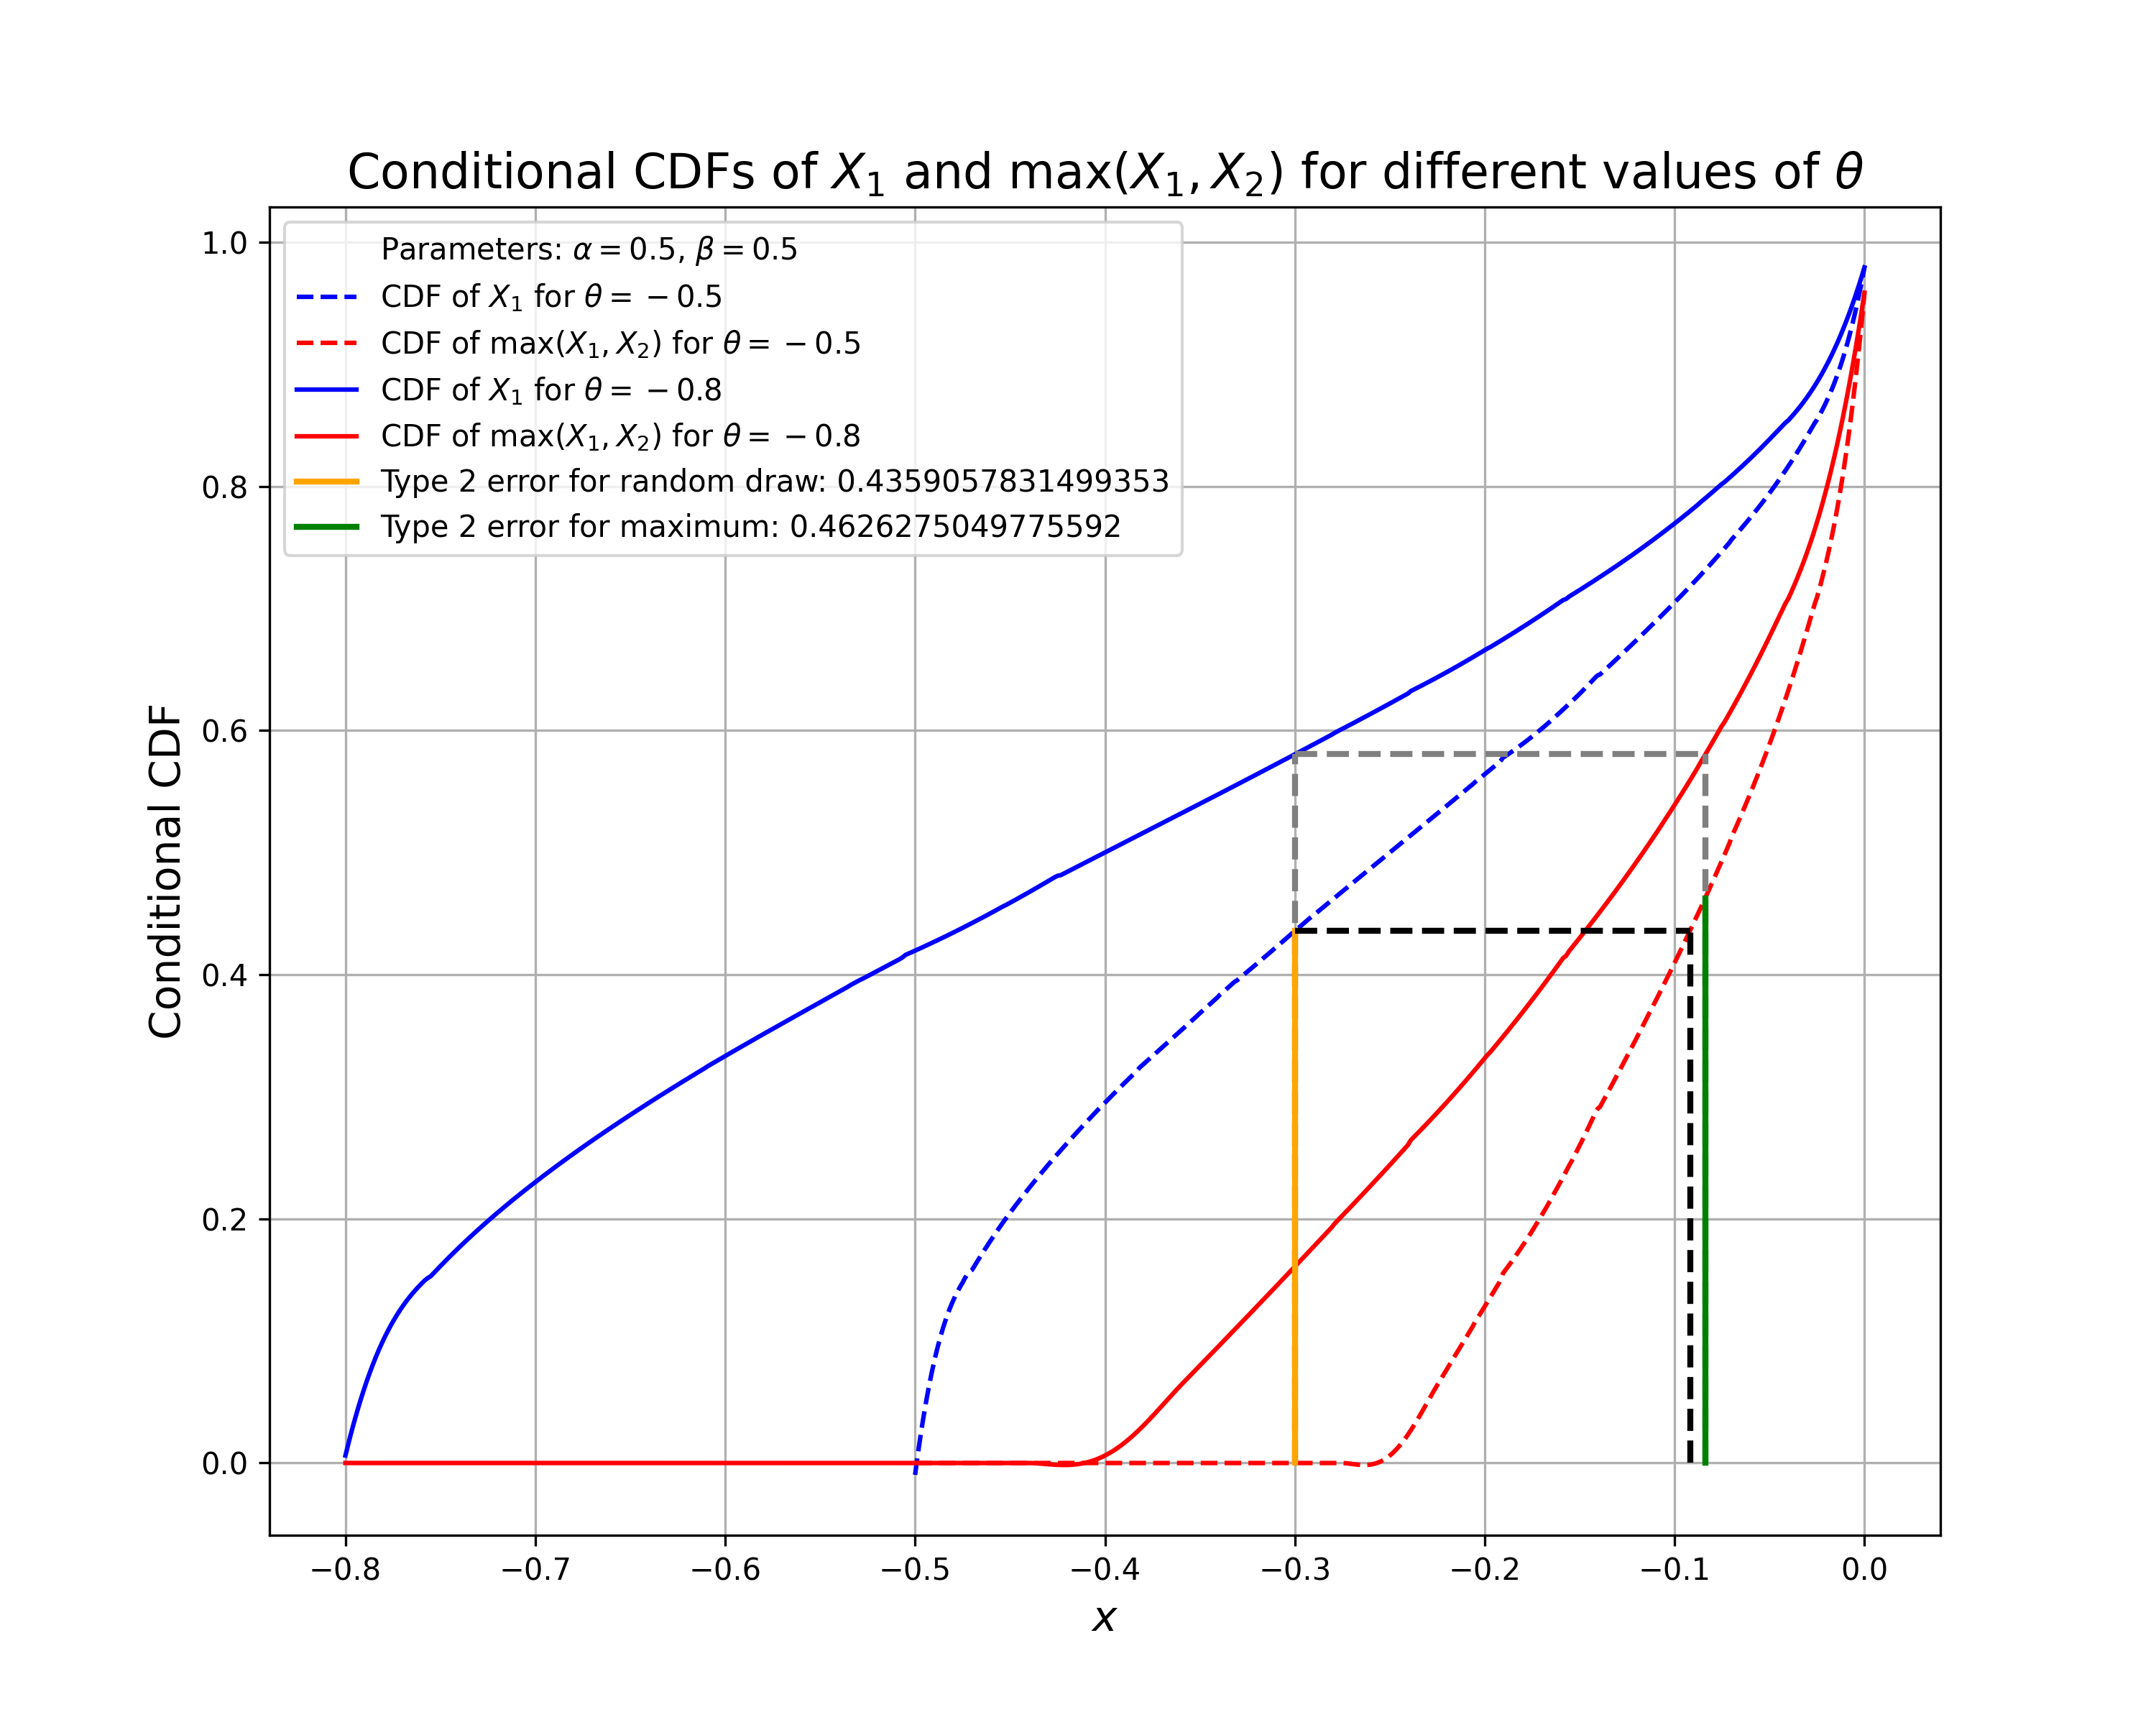 Conditional CDFs of X₁ and max(X₁, X₂) for different values of θ
Parameters: α = 0.5, β = 0.5
CDF of X₁ for θ = −0.5
CDF of max(X₁, X₂) for θ = −0.5
CDF of X₁ for θ = −0.8
CDF of max(X₁, X₂) for θ = −0.8
Type 2 error for random draw: 0.4359057831499353
Type 2 error for maximum: 0.4626275049775592
Conditional CDF
1.0
0.8
0.6
0.4
0.2
0.0
−0.8 −0.7 −0.6 −0.5 −0.4 −0.3 −0.2 −0.1 0.0
x